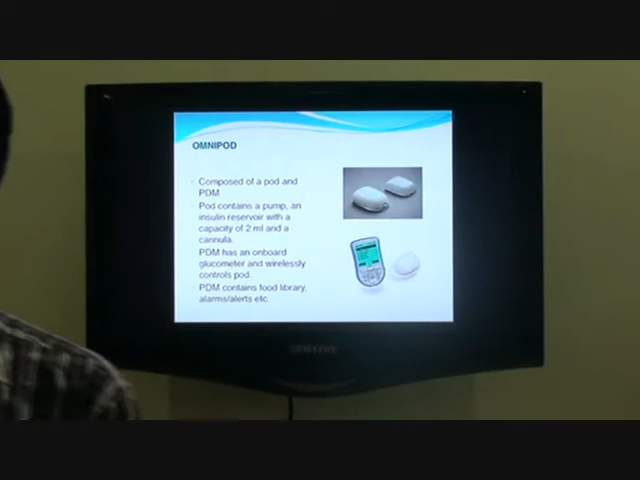 OMNIPOD
Composed of a pod and
PDM
Pod contains a pump, an
insulin reservoir with a
capacity of 2 ml and a
cannula.
PDM has an onboard
glucometer and wirelessly
controls pod.
PDM contains food library,
alarms/alerts etc.
SAMSUNG